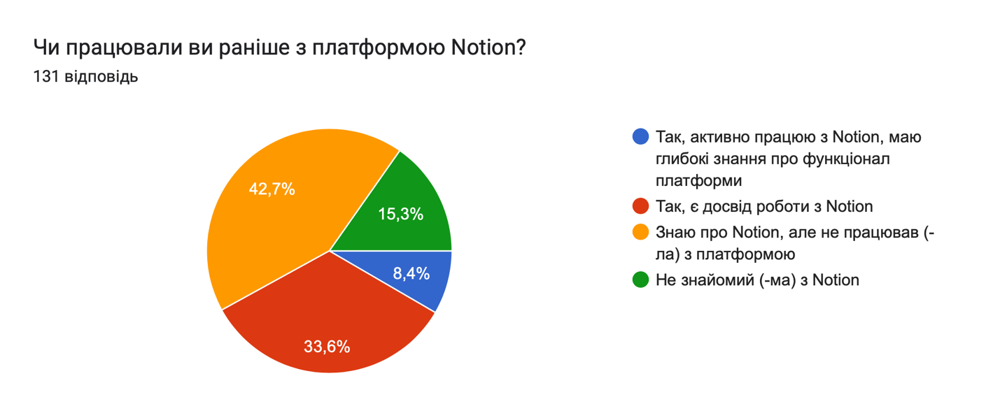 Чи працювали ви раніше з платформою Notion?
131 відповідь
42,7%
15,3%
8,4%
33,6%
Так, активно працюю з Notion, маю
глибокі знання про функціонал
платформи
Так, є досвід роботи з Notion
Знаю про Notion, але не працював (-
ла) з платформою
Не знайомий (-ма) з Notion